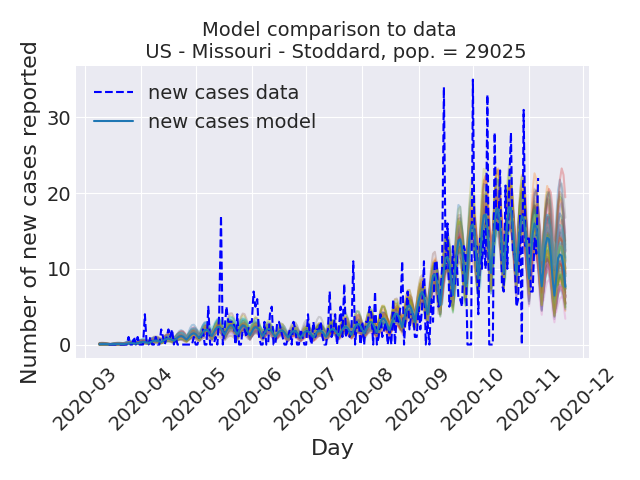 Model comparison to data
US - Missouri - Stoddard, pop. = 29025
Number of new cases reported
30
20
10
0
new cases data
new cases model
2020-03
2020-04
2020-05
2020-06
2020-07
2020-08
2020-09
2020-10
2020-11
2020-12
Day